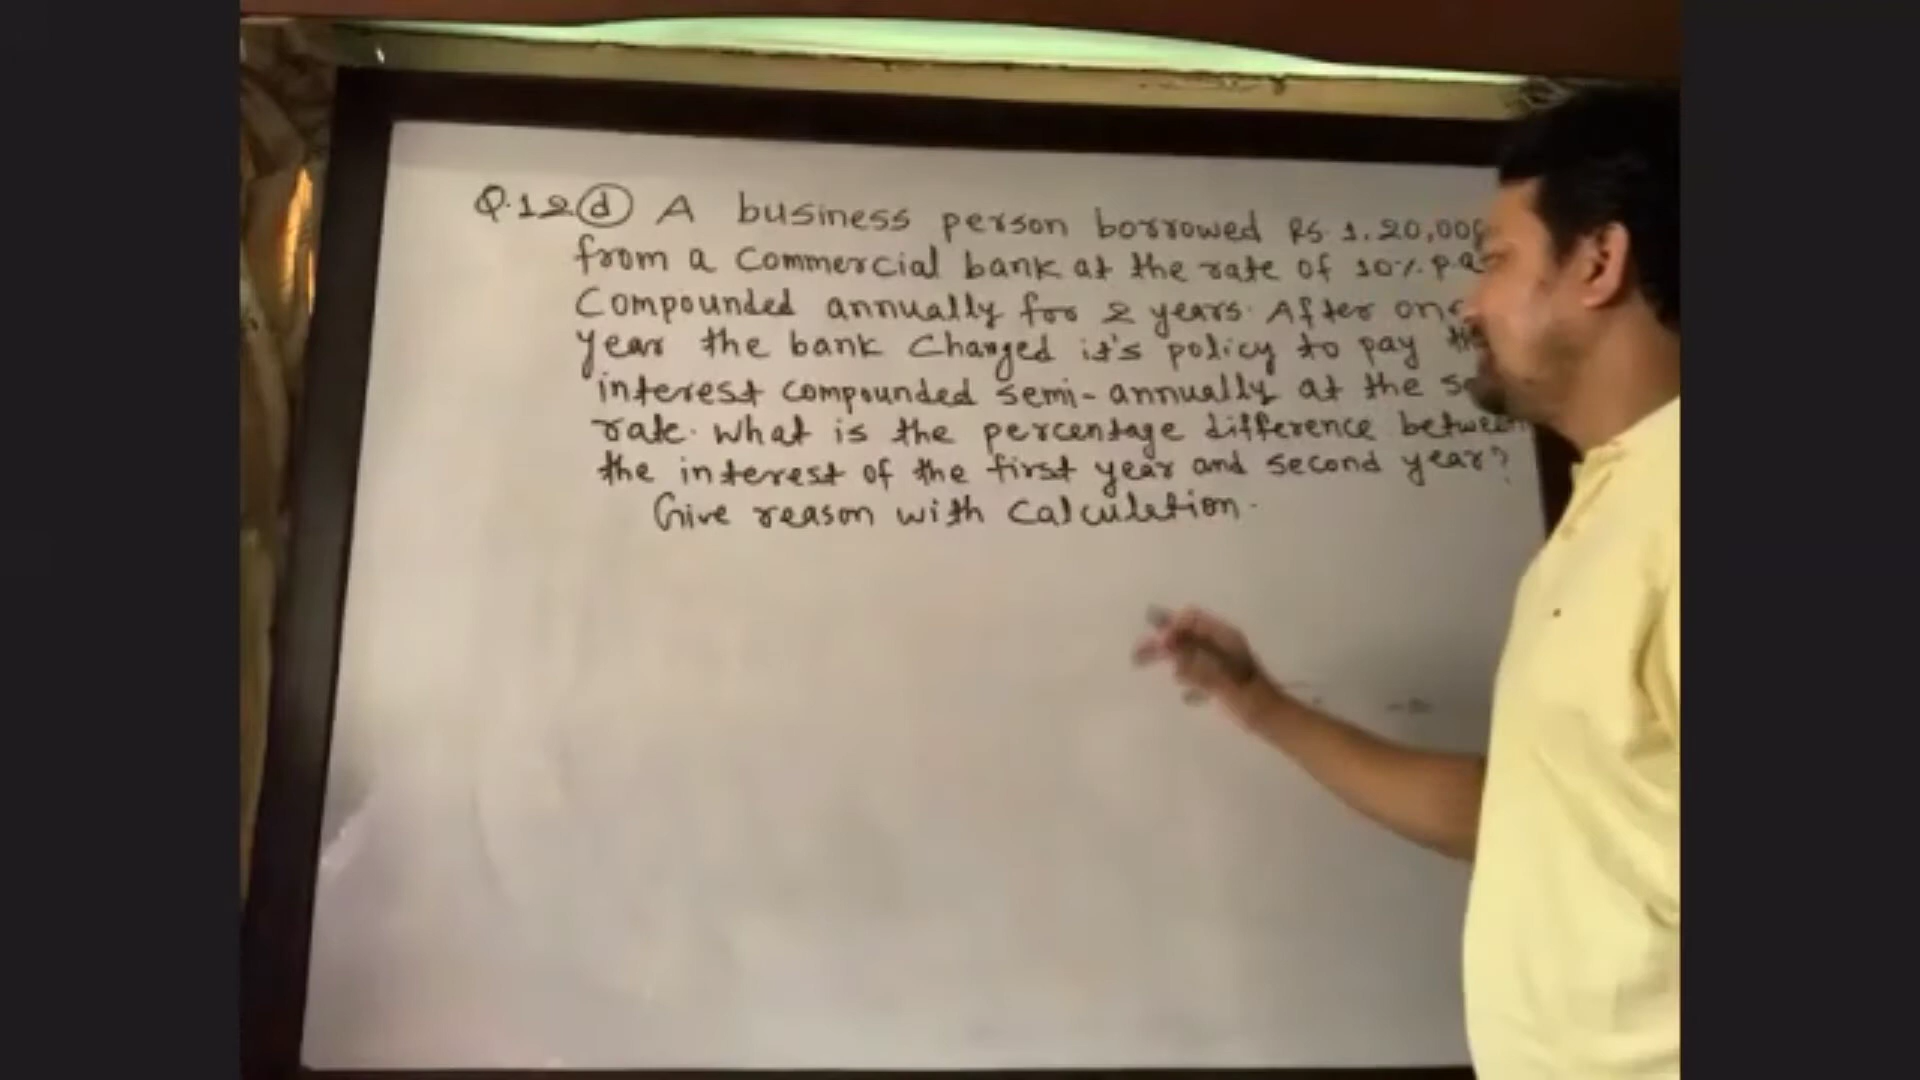 Q.12 (d) A business person borrowed Rs. 1,20,000
from a Commercial bank at the rate of 10% p.a
Compounded annually for 2 years. After one
year the bank Changed it's policy to pay the
interest compounded semi-annually at the
rate. What is the percentage difference between
the interest of the first year and second year?
Give reason with Calculation.